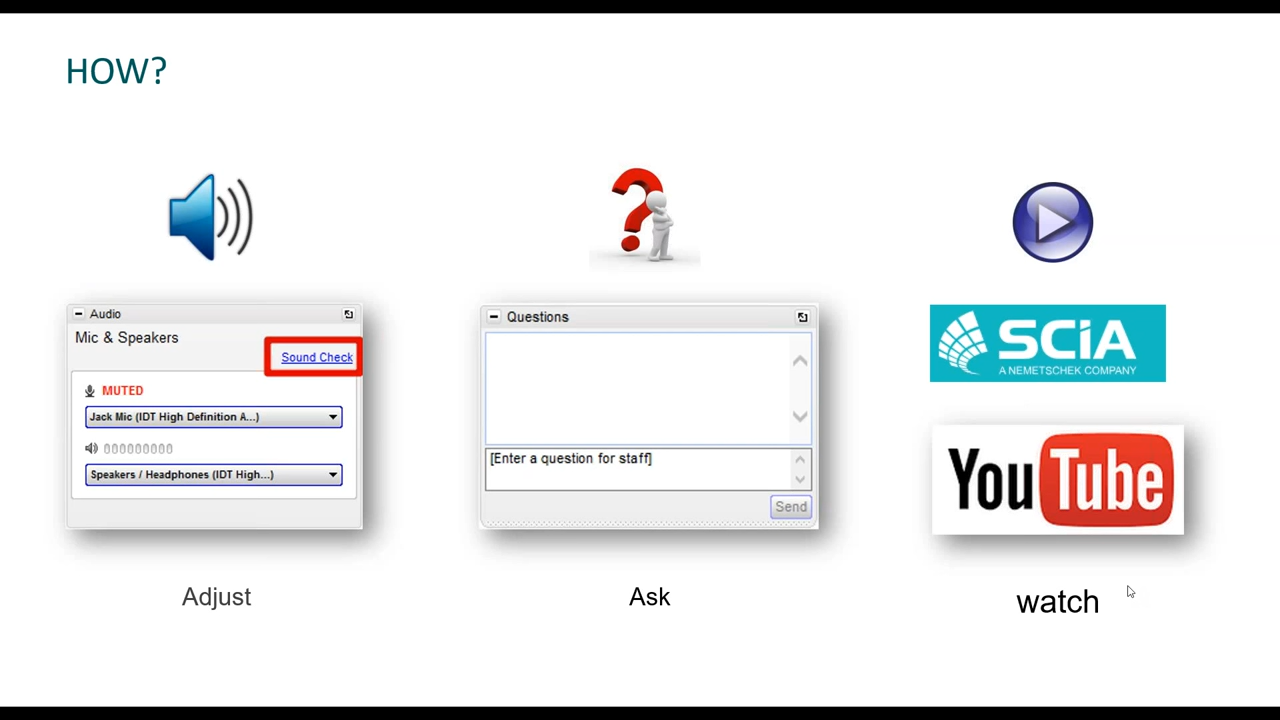 HOW?
Audio
Mic & Speakers
Sound Check
MUTED
Jack Mic (IDT High Definition A...)
Speakers / Headphones (IDT High...)
Adjust
Questions
[Enter a question for staff]
Send
Ask
SCIA
A NEMETSCHEK COMPANY
YouTube
watch